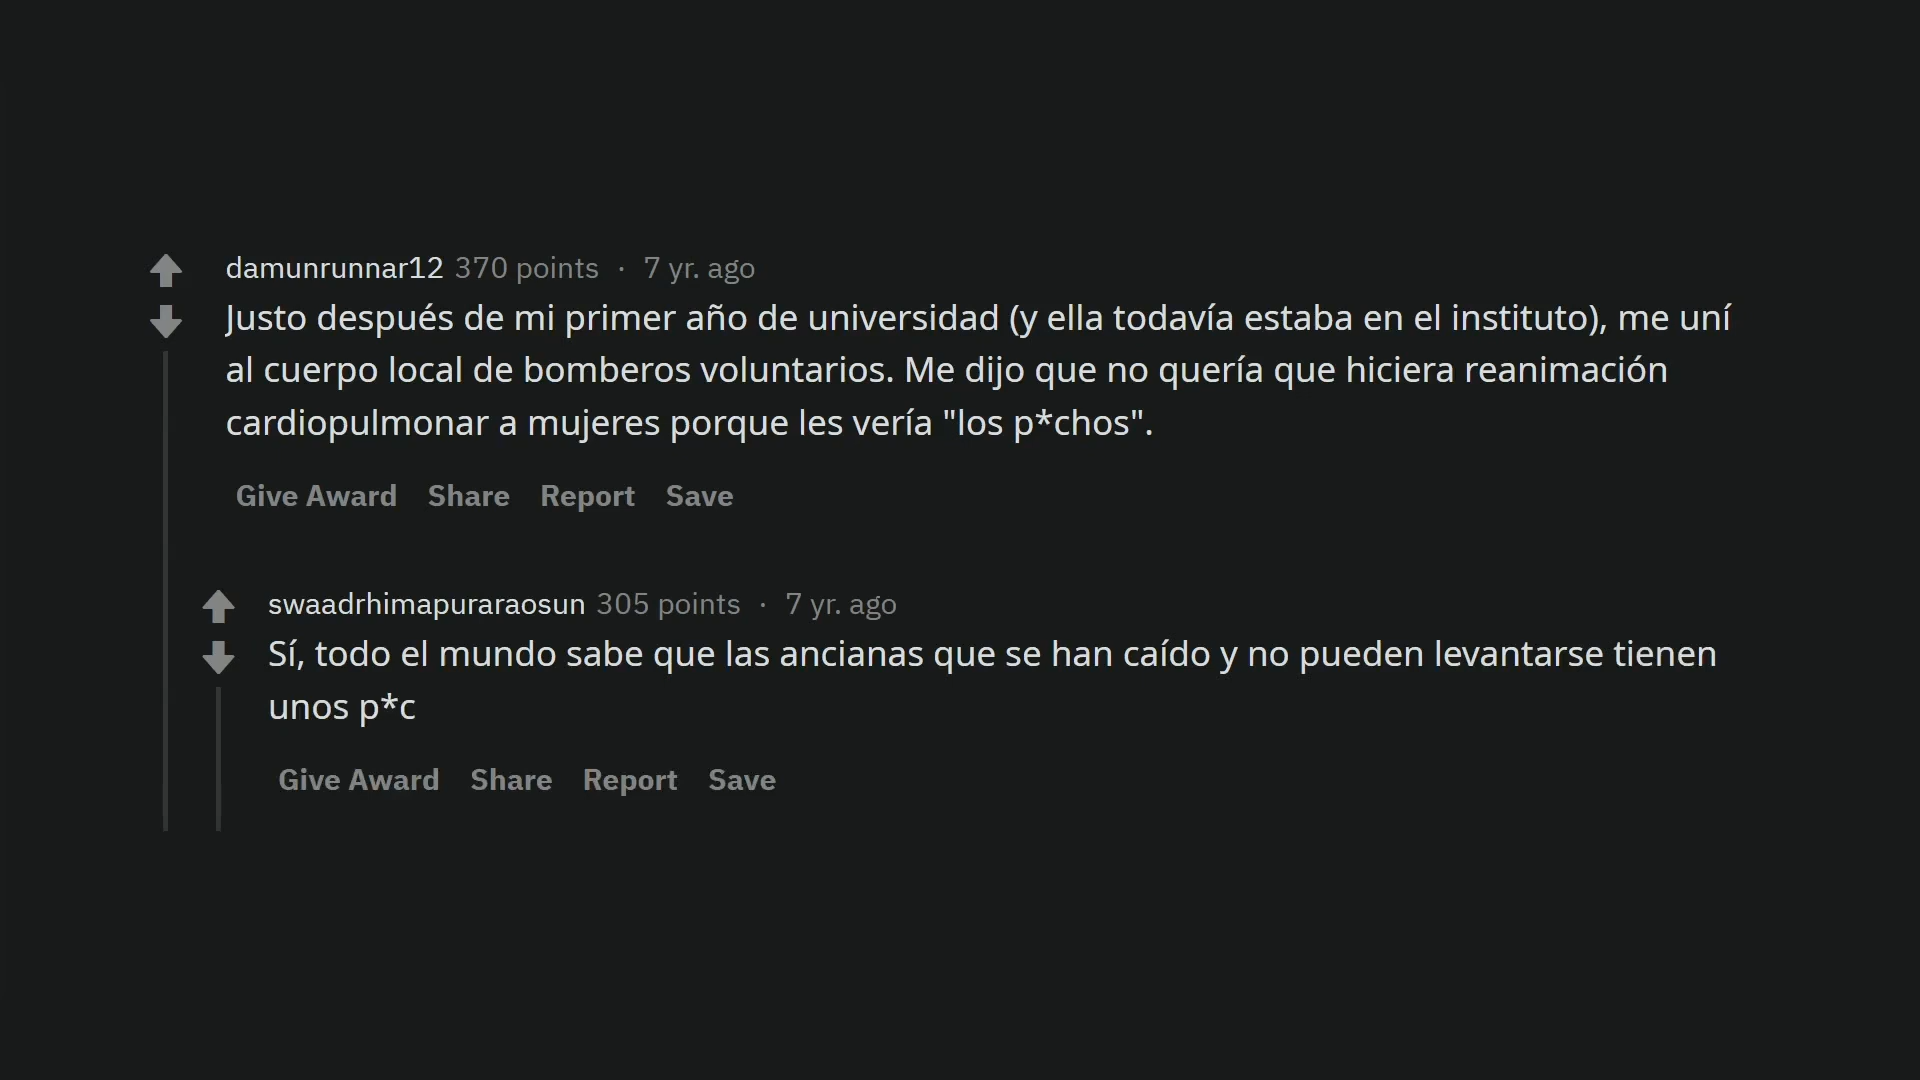 damunrunnar12 370 points · 7 yr. ago
Justo después de mi primer año de universidad (y ella todavía estaba en el instituto), me uní
al cuerpo local de bomberos voluntarios. Me dijo que no quería que hiciera reanimación
cardiopulmonar a mujeres porque les vería "los p*chos".
Give Award Share Report Save
swaadrhimapuraraosun 305 points · 7 yr. ago
Sí, todo el mundo sabe que las ancianas que se han caído y no pueden levantarse tienen
unos p*c
Give Award Share Report Save